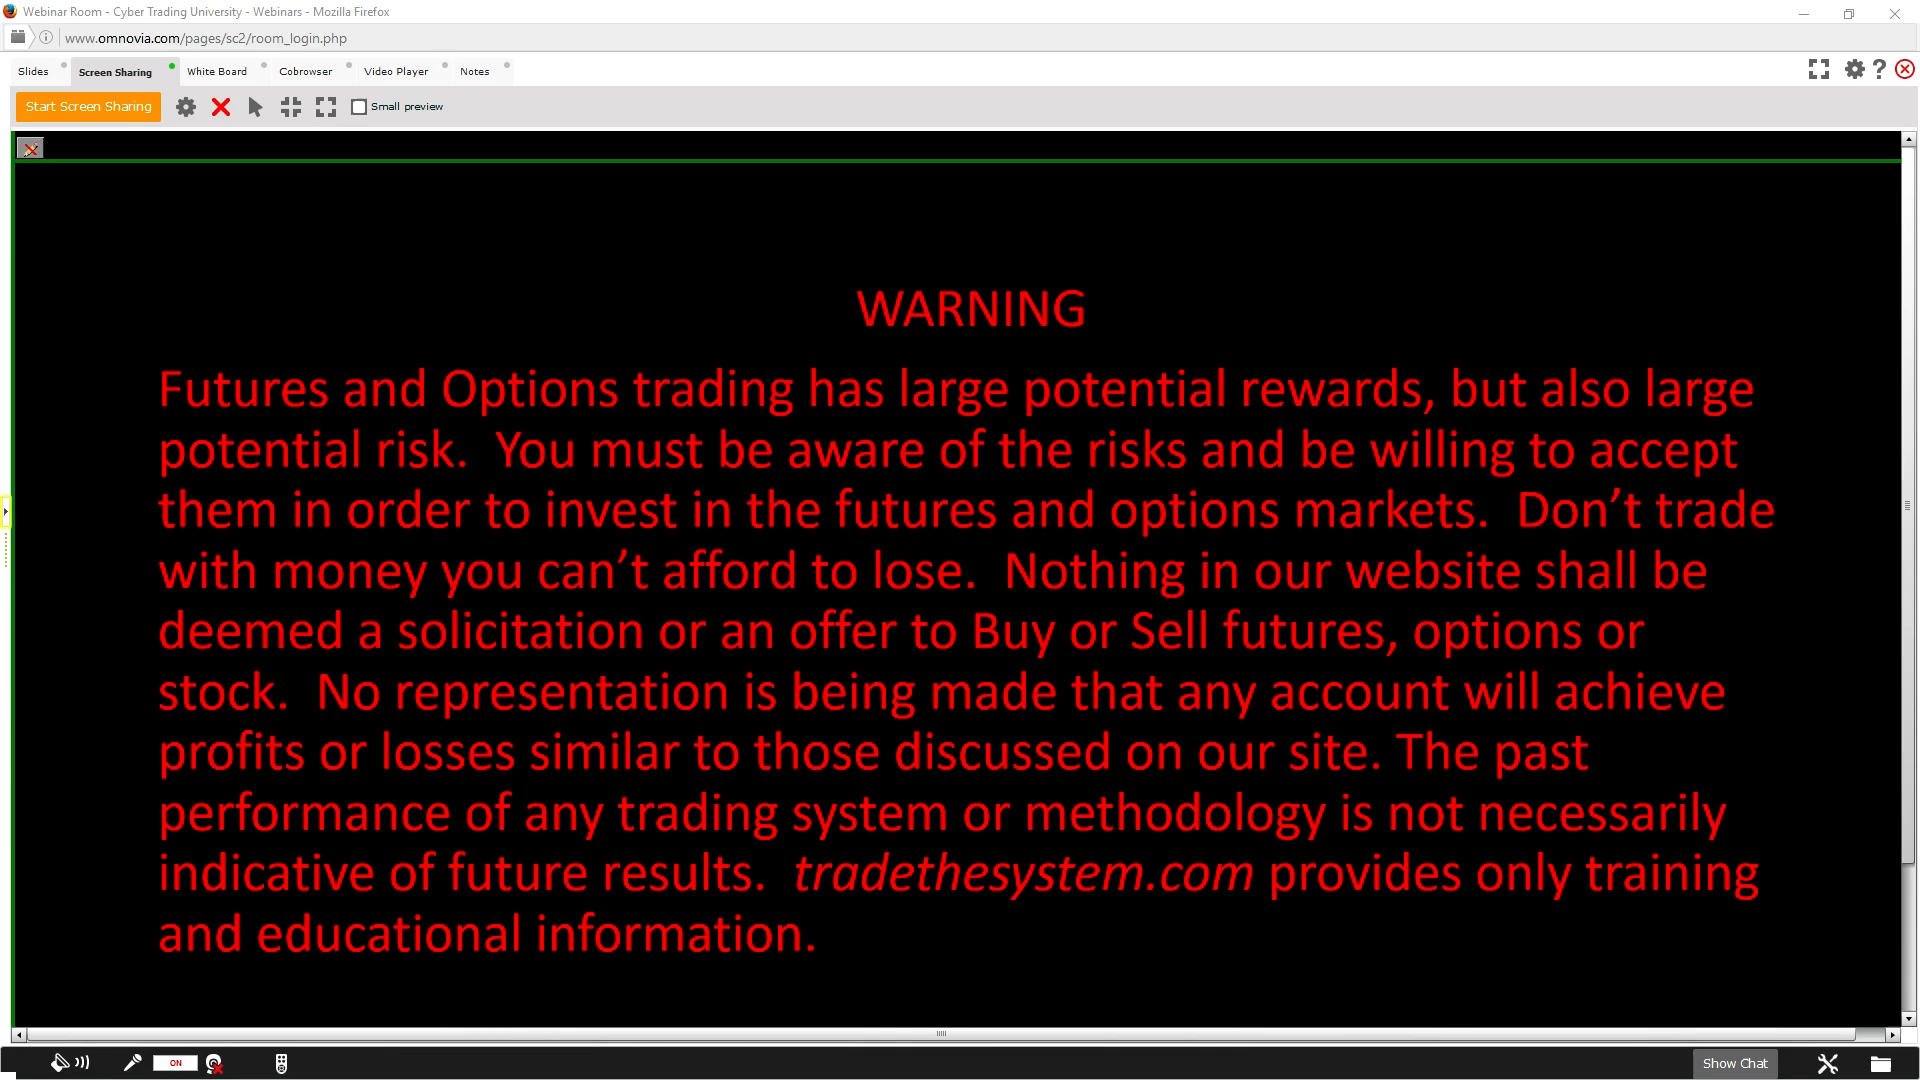 Webinar Room - Cyber Trading University - Webinars - Mozilla Firefox
www.omnovia.com/pages/sc2/room_login.php
Slides Screen Sharing White Board Cobrowser Video Player Notes
Start Screen Sharing Small preview
WARNING
Futures and Options trading has large potential rewards, but also large
potential risk. You must be aware of the risks and be willing to accept
them in order to invest in the futures and options markets. Don’t trade
with money you can’t afford to lose. Nothing in our website shall be
deemed a solicitation or an offer to Buy or Sell futures, options or
stock. No representation is being made that any account will achieve
profits or losses similar to those discussed on our site. The past
performance of any trading system or methodology is not necessarily
indicative of future results. tradethesystem.com provides only training
and educational information.
ON Show Chat